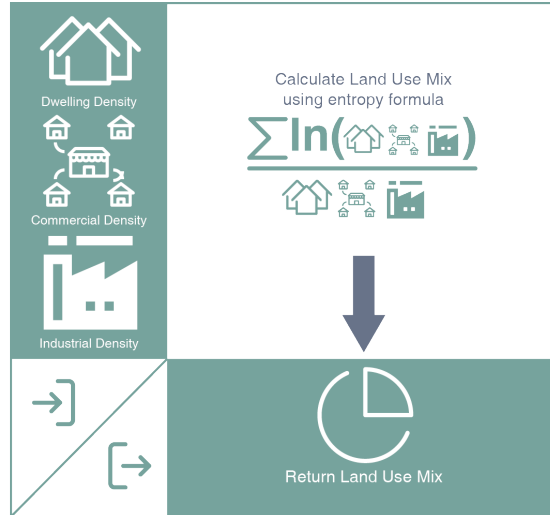 Dwelling Density
Commercial Density
Industrial Density
Calculate Land Use Mix
using entropy formula
∑ln( )
Return Land Use Mix